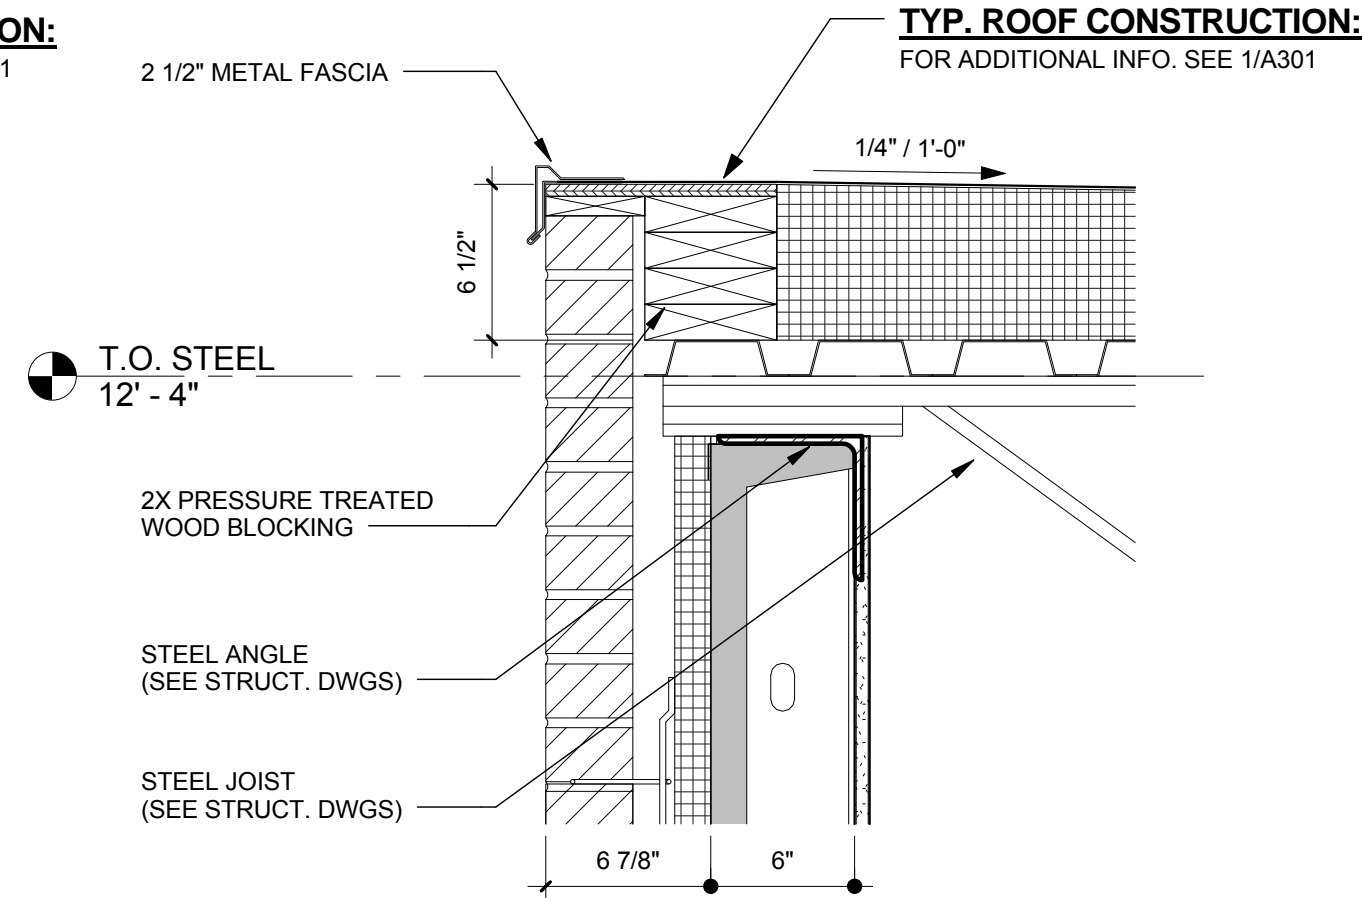 ON:
1
TYP. ROOF CONSTRUCTION:
FOR ADDITIONAL INFO. SEE 1/A301
2 1/2" METAL FASCIA
1/4" / 1'-0"
6 1/2"
T.O. STEEL
12' - 4"
2X PRESSURE TREATED
WOOD BLOCKING
STEEL ANGLE
(SEE STRUCT. DWGS)
STEEL JOIST
(SEE STRUCT. DWGS)
6 7/8"
6"